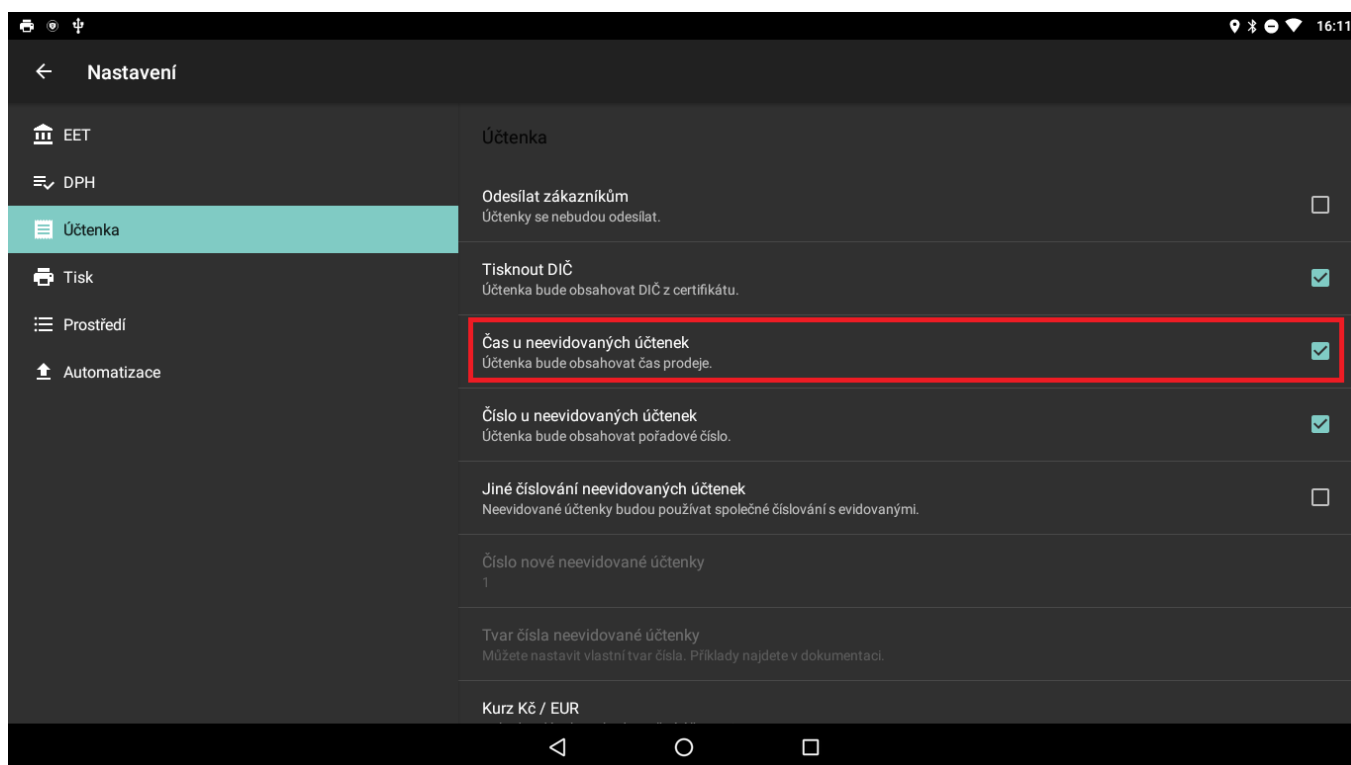 16:11
Nastavení
EET
DPH
Účtenka
Tisk
Prostředí
Automatizace
Účtenka
Odesílat zákazníkům
Účtenky se nebudou odesílat.
Tisknout DIČ
Účtenka bude obsahovat DIČ z certifikátu.
Čas u neevidovaných účtenek
Účtenka bude obsahovat čas prodeje.
Číslo u neevidovaných účtenek
Účtenka bude obsahovat pořadové číslo.
Jiné číslování neevidovaných účtenek
Neevidované účtenky budou používat společné číslování s evidovanými.
Číslo nové neevidované účtenky
1
Tvar čísla neevidované účtenky
Můžete nastavit vlastní tvar čísla. Příklady najdete v dokumentaci.
Kurz Kč / EUR